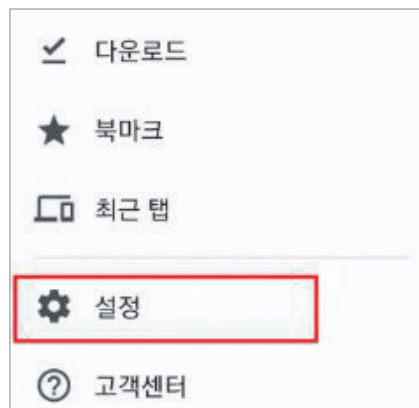 다운로드
북마크
최근 탭
설정
고객센터